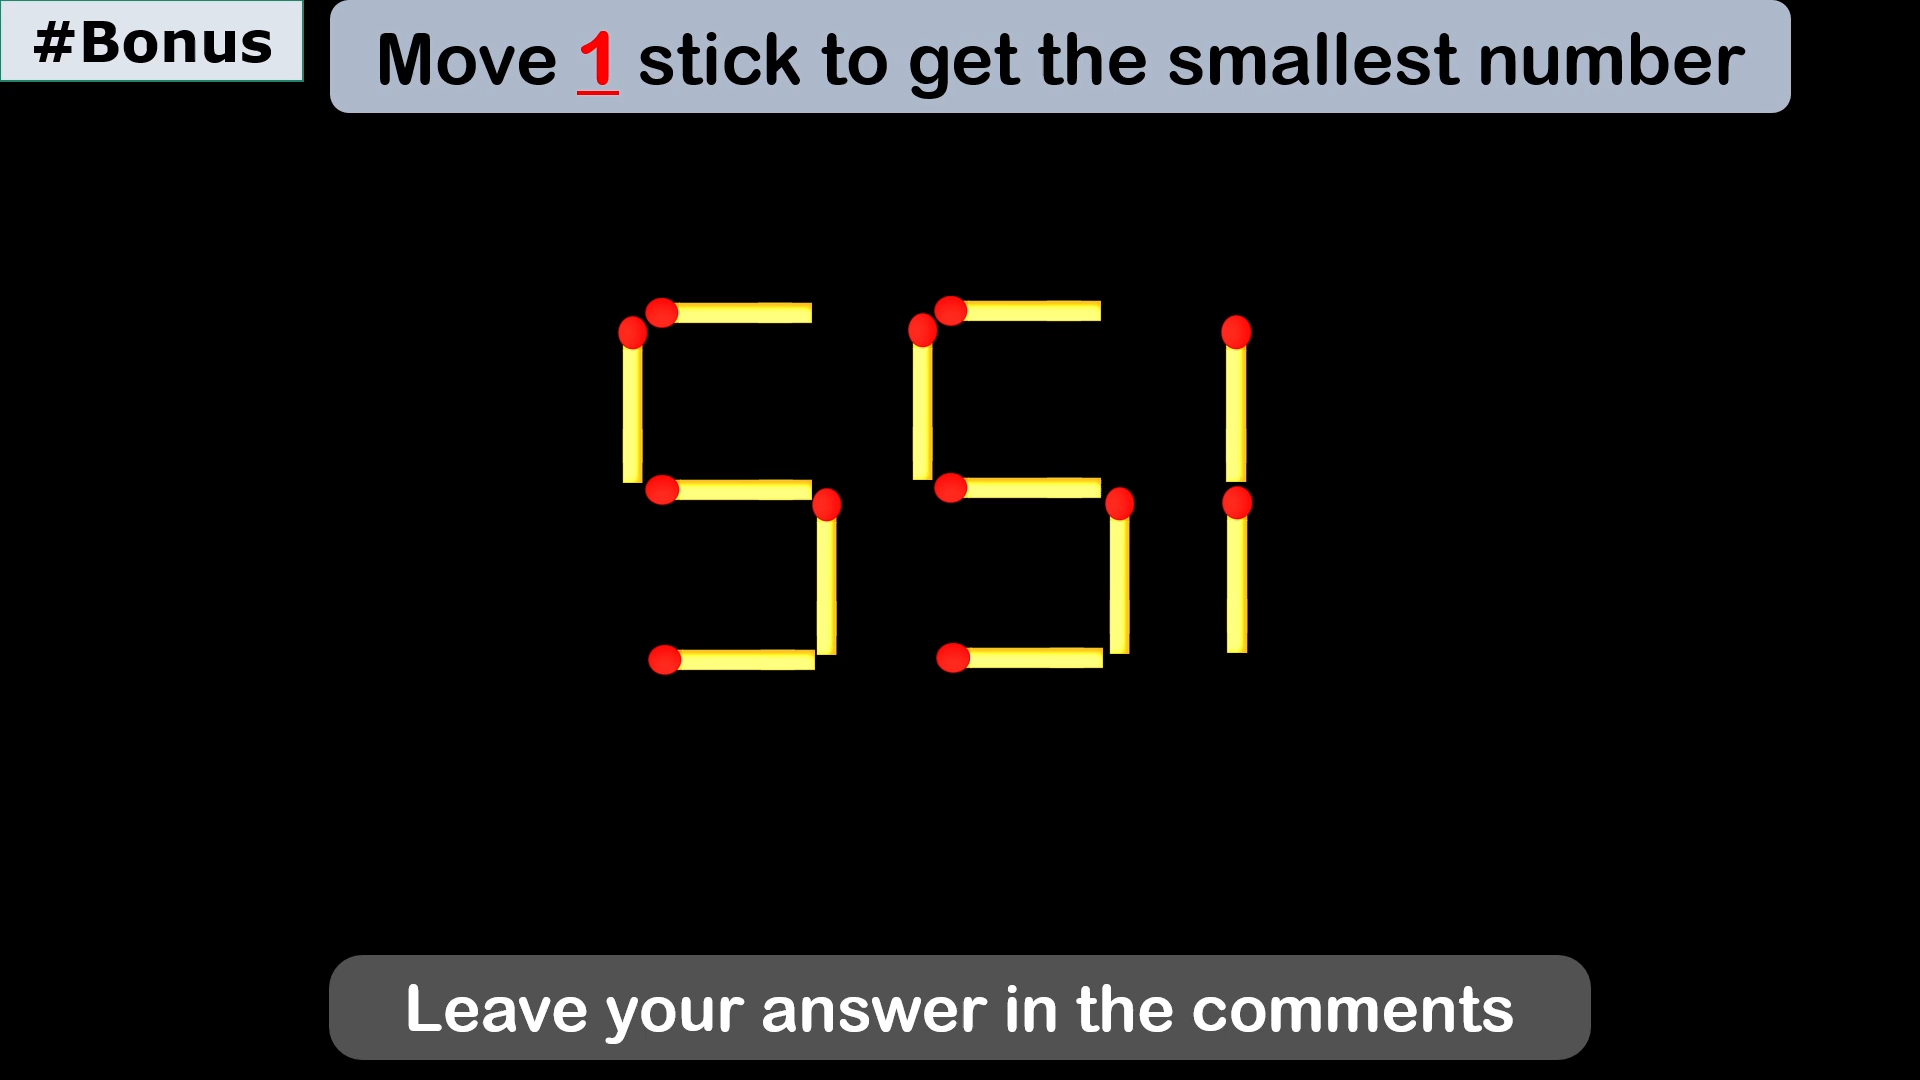 #Bonus
Move 1 stick to get the smallest number
551
Leave your answer in the comments